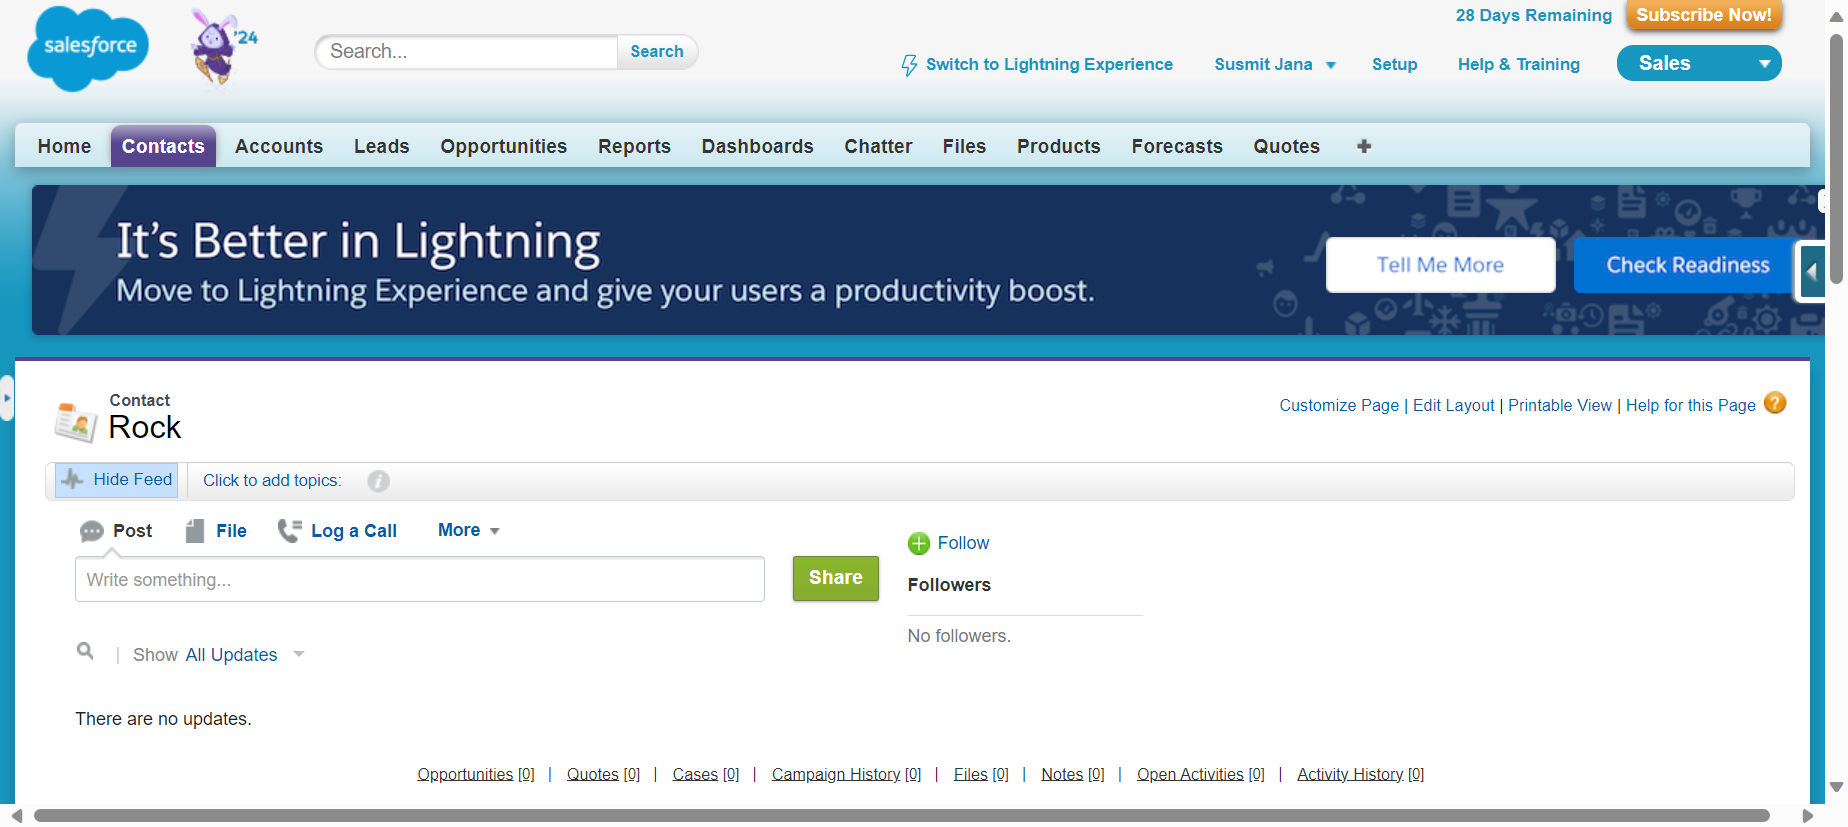 28 Days Remaining Subscribe Now!
salesforce '24 Search... Search
Switch to Lightning Experience Susmit Jana Setup Help & Training Sales
Home Contacts Accounts Leads Opportunities Reports Dashboards Chatter Files Products Forecasts Quotes
It's Better in Lightning
Move to Lightning Experience and give your users a productivity boost.
Tell Me More Check Readiness
Contact
Rock
Customize Page | Edit Layout | Printable View | Help for this Page ?
Hide Feed Click to add topics: i
Post File Log a Call More
Write something... Share
Follow
Followers
No followers.
Show All Updates
There are no updates.
Opportunities [0] | Quotes [0] | Cases [0] | Campaign History [0] | Files [0] | Notes [0] | Open Activities [0] | Activity History [0]